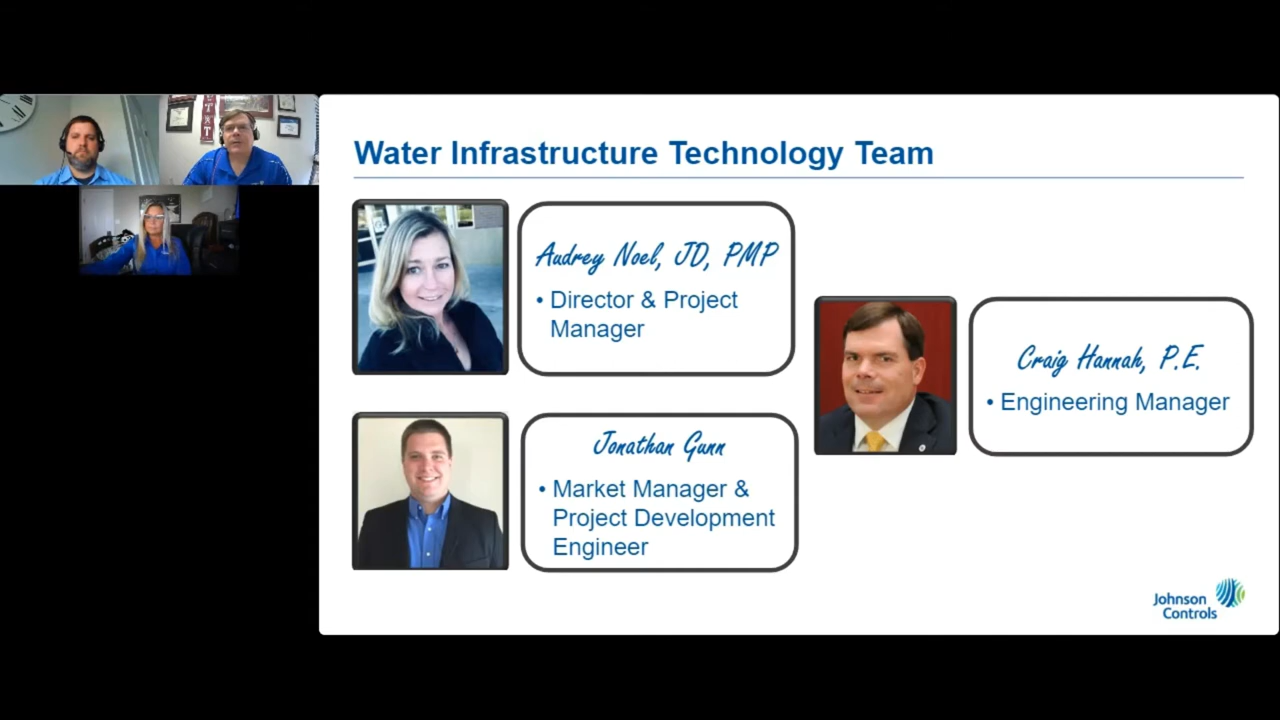 Water Infrastructure Technology Team
Audrey Noel, JD, PMP
• Director & Project
Manager
Jonathan Gunn
• Market Manager &
Project Development
Engineer
Craig Hannah, P.E.
• Engineering Manager
Johnson
Controls